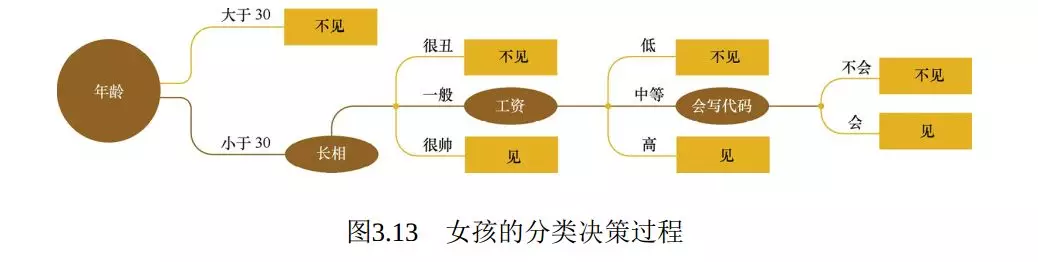 年龄
大于 30
不见
小于 30
长相
很丑
不见
一般
工资
很帅
见
低
不见
中等
会写代码
高
见
不会
不见
会
见
图3.13 女孩的分类决策过程